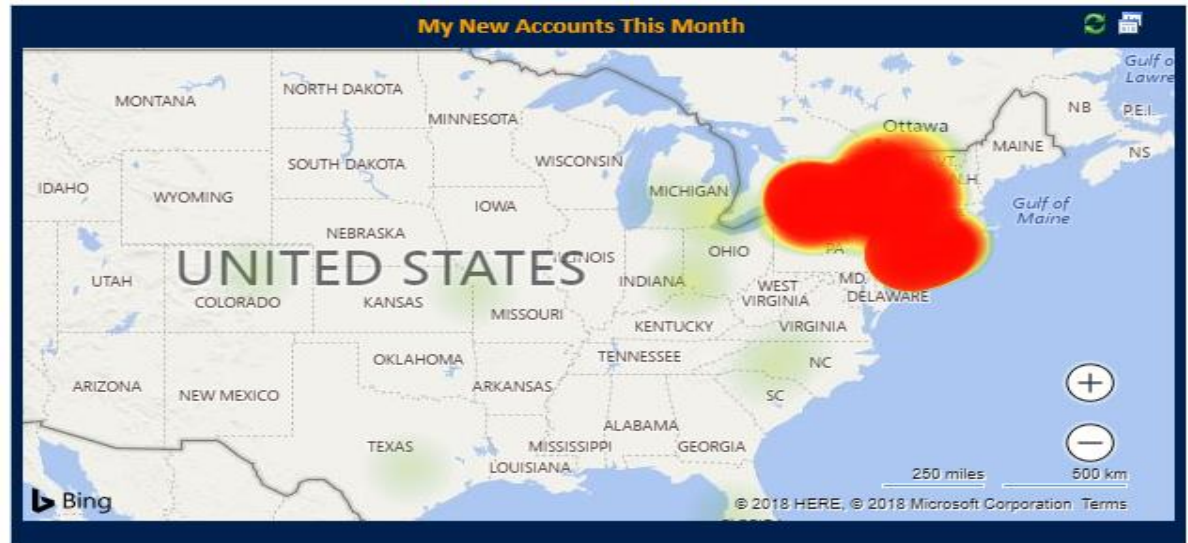 My New Accounts This Month
Gulf o
Lawre
MONTANA
NORTH DAKOTA
MINNESOTA
NB
P.E.I.
Ottawa
MAINE
NS
SOUTH DAKOTA
WISCONSIN
VT.
N.H.
IDAHO
WYOMING
MICHIGAN
IOWA
Gulf of
Maine
NEBRASKA
PA
OHIO
UNITED STATES
ILLINOIS
UTAH
INDIANA
WEST
VIRGINIA
MD.
DELAWARE
COLORADO
KANSAS
MISSOURI
KENTUCKY
VIRGINIA
OKLAHOMA
TENNESSEE
NC
ARIZONA
NEW MEXICO
ARKANSAS
SC
ALABAMA
TEXAS
MISSISSIPPI
GEORGIA
LOUISIANA
250 miles
500 km
Bing
© 2018 HERE, © 2018 Microsoft Corporation Terms